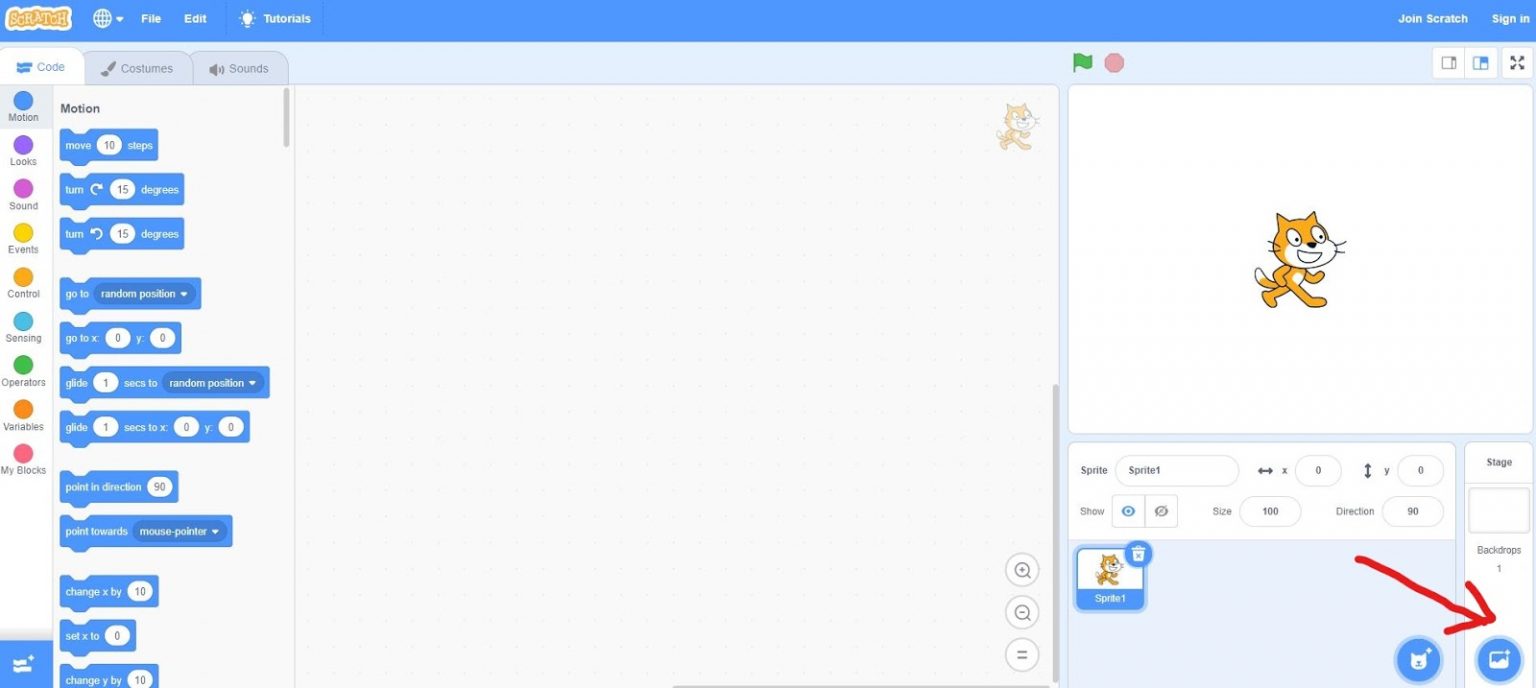 SCRATCH File Edit Tutorials Join Scratch Sign in
Code Costumes Sounds
Motion
Looks
Sound
Events
Control
Sensing
Operators
Variables
My Blocks
Motion
move 10 steps
turn 15 degrees
turn 15 degrees
go to random position
go to x: 0 y: 0
glide 1 secs to random position
glide 1 secs to x: 0 y: 0
point in direction 90
point towards mouse-pointer
change x by 10
set x to 0
change y by 10
Sprite Sprite1 x 0 y 0
Show Size 100 Direction 90
Sprite1
Stage
Backdrops
1